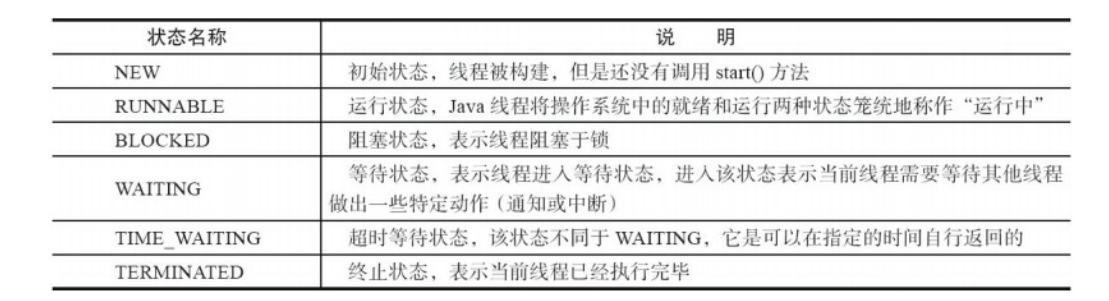 状态名称 说 明
NEW 初始状态，线程被构建，但是还没有调用 start() 方法
RUNNABLE 运行状态，Java 线程将操作系统中的就绪和运行两种状态笼统地称作“运行中”
BLOCKED 阻塞状态，表示线程阻塞于锁
WAITING 等待状态，表示线程进入等待状态，进入该状态表示当前线程需要等待其他线程
做出一些特定动作（通知或中断）
TIME_WAITING 超时等待状态，该状态不同于 WAITING，它是可以在指定的时间自行返回的
TERMINATED 终止状态，表示当前线程已经执行完毕